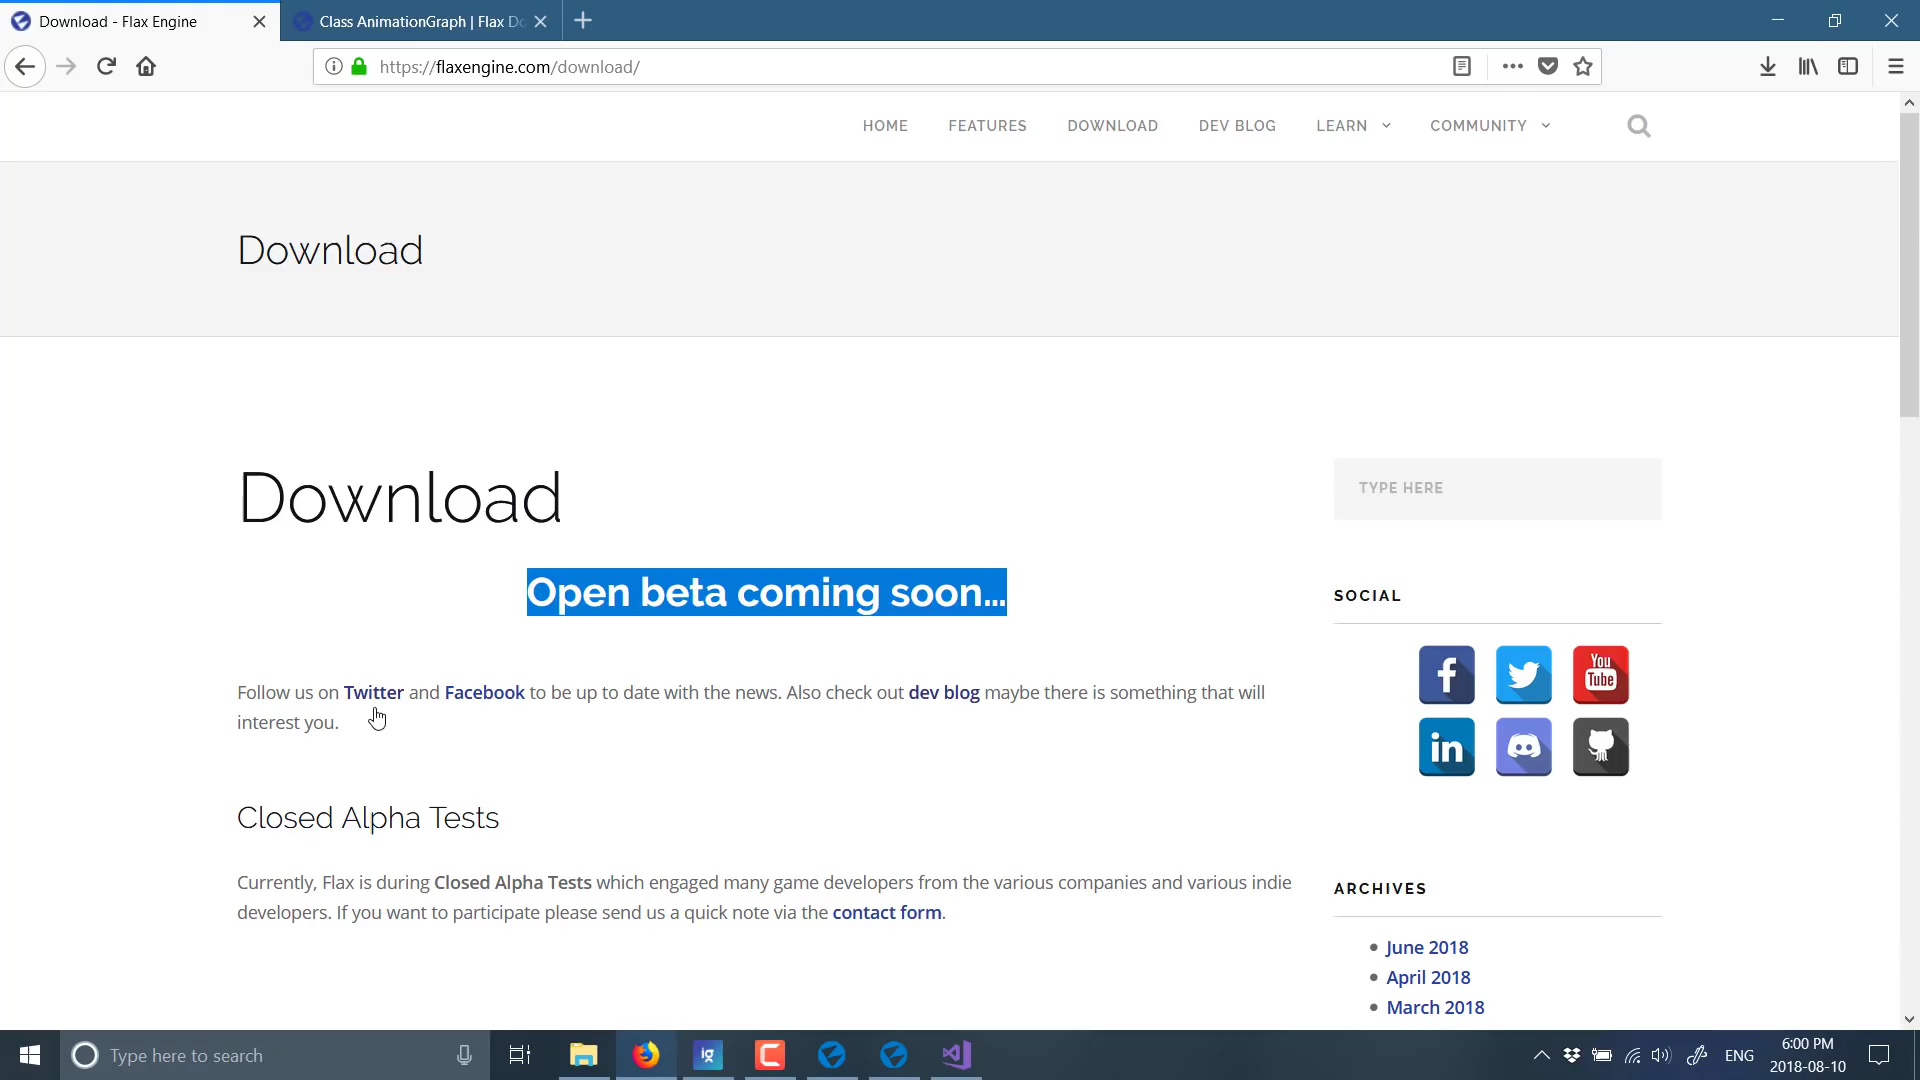 Download - Flax Engine
Class AnimationGraph | Flax Do
https://flaxengine.com/download/
HOME FEATURES DOWNLOAD DEV BLOG LEARN COMMUNITY
Download
Download
Open beta coming soon...
Follow us on Twitter and Facebook to be up to date with the news. Also check out dev blog maybe there is something that will
interest you.
Closed Alpha Tests
Currently, Flax is during Closed Alpha Tests which engaged many game developers from the various companies and various indie
developers. If you want to participate please send us a quick note via the contact form.
TYPE HERE
SOCIAL
You
Tube
in
ARCHIVES
June 2018
April 2018
March 2018
Type here to search
ig
ENG
6:00 PM
2018-08-10